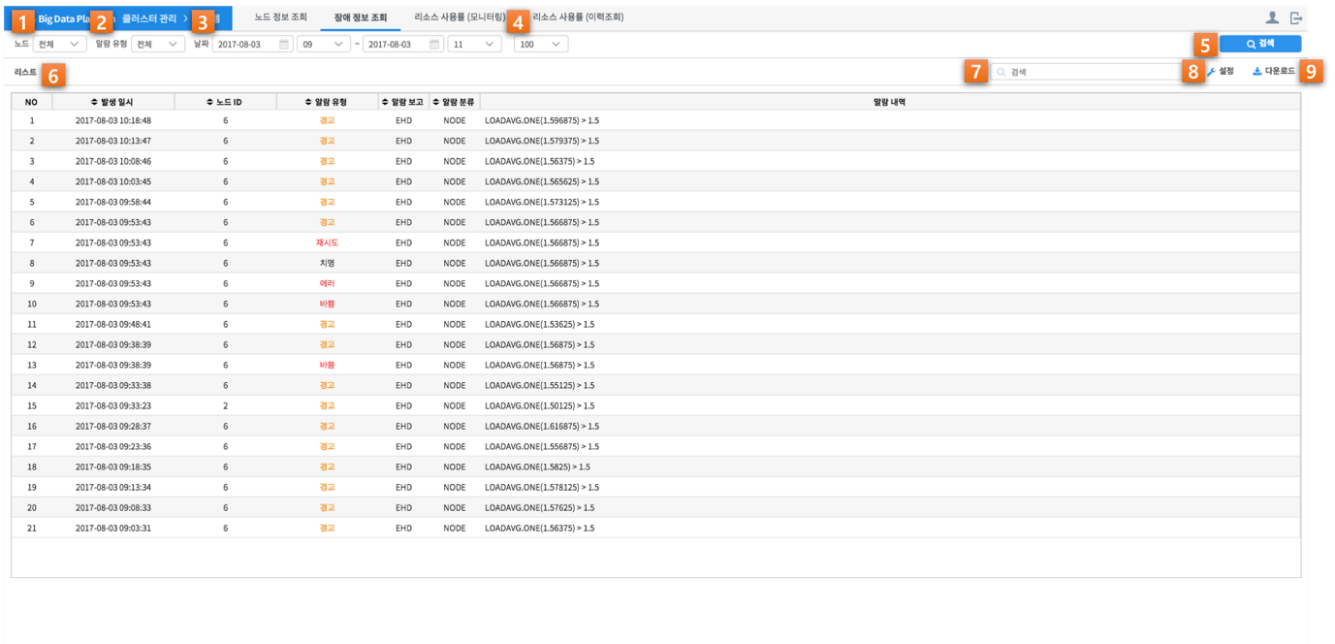 1 Big Data Pla 2 클러스터 관리 > 3 노드 정보 조회 장애 정보 조회 리소스 사용률 (모니터링) 4 리소스 사용률 (이력조회)
노드 전체 알람 유형 전체 날짜 2017-08-03 09 ~ 2017-08-03 11 100 5 검색
리스트 6 7 검색 8 설정 다운로드 9
NO 발생 일시 노드 ID 알람 유형 알람 보고 알람 분류 알람 내역
1 2017-08-03 10:18:48 6 경고 EHD NODE LOADAVG.ONE(1.596875) > 1.5
2 2017-08-03 10:13:47 6 경고 EHD NODE LOADAVG.ONE(1.579375) > 1.5
3 2017-08-03 10:08:46 6 경고 EHD NODE LOADAVG.ONE(1.56375) > 1.5
4 2017-08-03 10:03:45 6 경고 EHD NODE LOADAVG.ONE(1.565625) > 1.5
5 2017-08-03 09:58:44 6 경고 EHD NODE LOADAVG.ONE(1.573125) > 1.5
6 2017-08-03 09:53:43 6 경고 EHD NODE LOADAVG.ONE(1.566875) > 1.5
7 2017-08-03 09:53:43 6 재시도 EHD NODE LOADAVG.ONE(1.566875) > 1.5
8 2017-08-03 09:53:43 6 치명 EHD NODE LOADAVG.ONE(1.566875) > 1.5
9 2017-08-03 09:53:43 6 에러 EHD NODE LOADAVG.ONE(1.566875) > 1.5
10 2017-08-03 09:53:43 6 바쁨 EHD NODE LOADAVG.ONE(1.566875) > 1.5
11 2017-08-03 09:48:41 6 경고 EHD NODE LOADAVG.ONE(1.53625) > 1.5
12 2017-08-03 09:38:39 6 경고 EHD NODE LOADAVG.ONE(1.56875) > 1.5
13 2017-08-03 09:38:39 6 바쁨 EHD NODE LOADAVG.ONE(1.56875) > 1.5
14 2017-08-03 09:33:38 6 경고 EHD NODE LOADAVG.ONE(1.55125) > 1.5
15 2017-08-03 09:33:23 2 경고 EHD NODE LOADAVG.ONE(1.50125) > 1.5
16 2017-08-03 09:28:37 6 경고 EHD NODE LOADAVG.ONE(1.616875) > 1.5
17 2017-08-03 09:23:36 6 경고 EHD NODE LOADAVG.ONE(1.556875) > 1.5
18 2017-08-03 09:18:35 6 경고 EHD NODE LOADAVG.ONE(1.5825) > 1.5
19 2017-08-03 09:13:34 6 경고 EHD NODE LOADAVG.ONE(1.578125) > 1.5
20 2017-08-03 09:08:33 6 경고 EHD NODE LOADAVG.ONE(1.57625) > 1.5
21 2017-08-03 09:03:31 6 경고 EHD NODE LOADAVG.ONE(1.56375) > 1.5